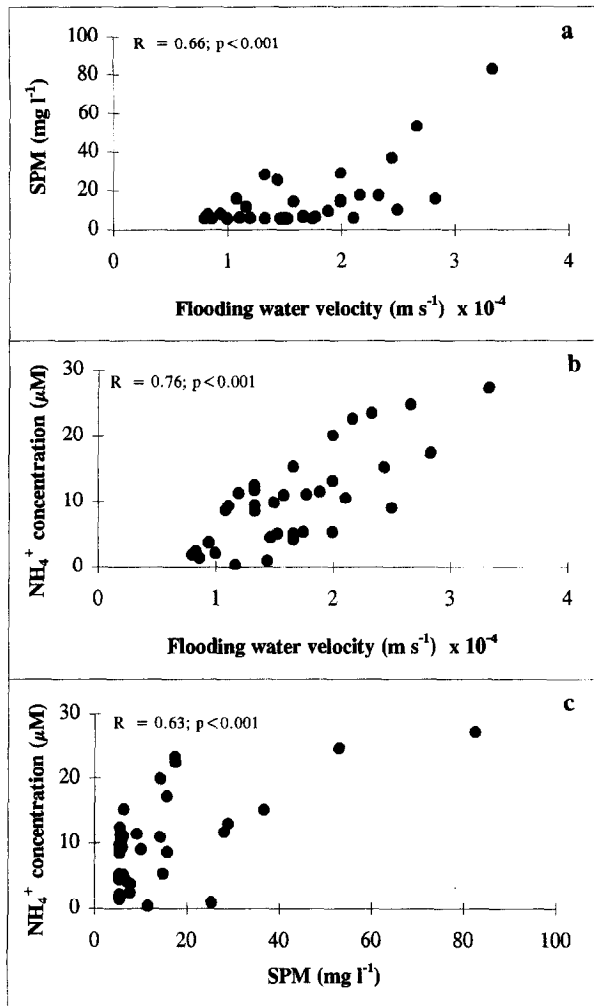 a
R = 0.66; p<0.001
SPM (mg l⁻¹)
100
80
60
40
20
0
0 1 2 3 4
Flooding water velocity (m s⁻¹) x 10⁻⁴
b
R = 0.76; p<0.001
NH₄⁺ concentration (μM)
30
20
10
0
0 1 2 3 4
Flooding water velocity (m s⁻¹) x 10⁻⁴
c
R = 0.63; p<0.001
NH₄⁺ concentration (μM)
30
20
10
0
0 20 40 60 80 100
SPM (mg l⁻¹)